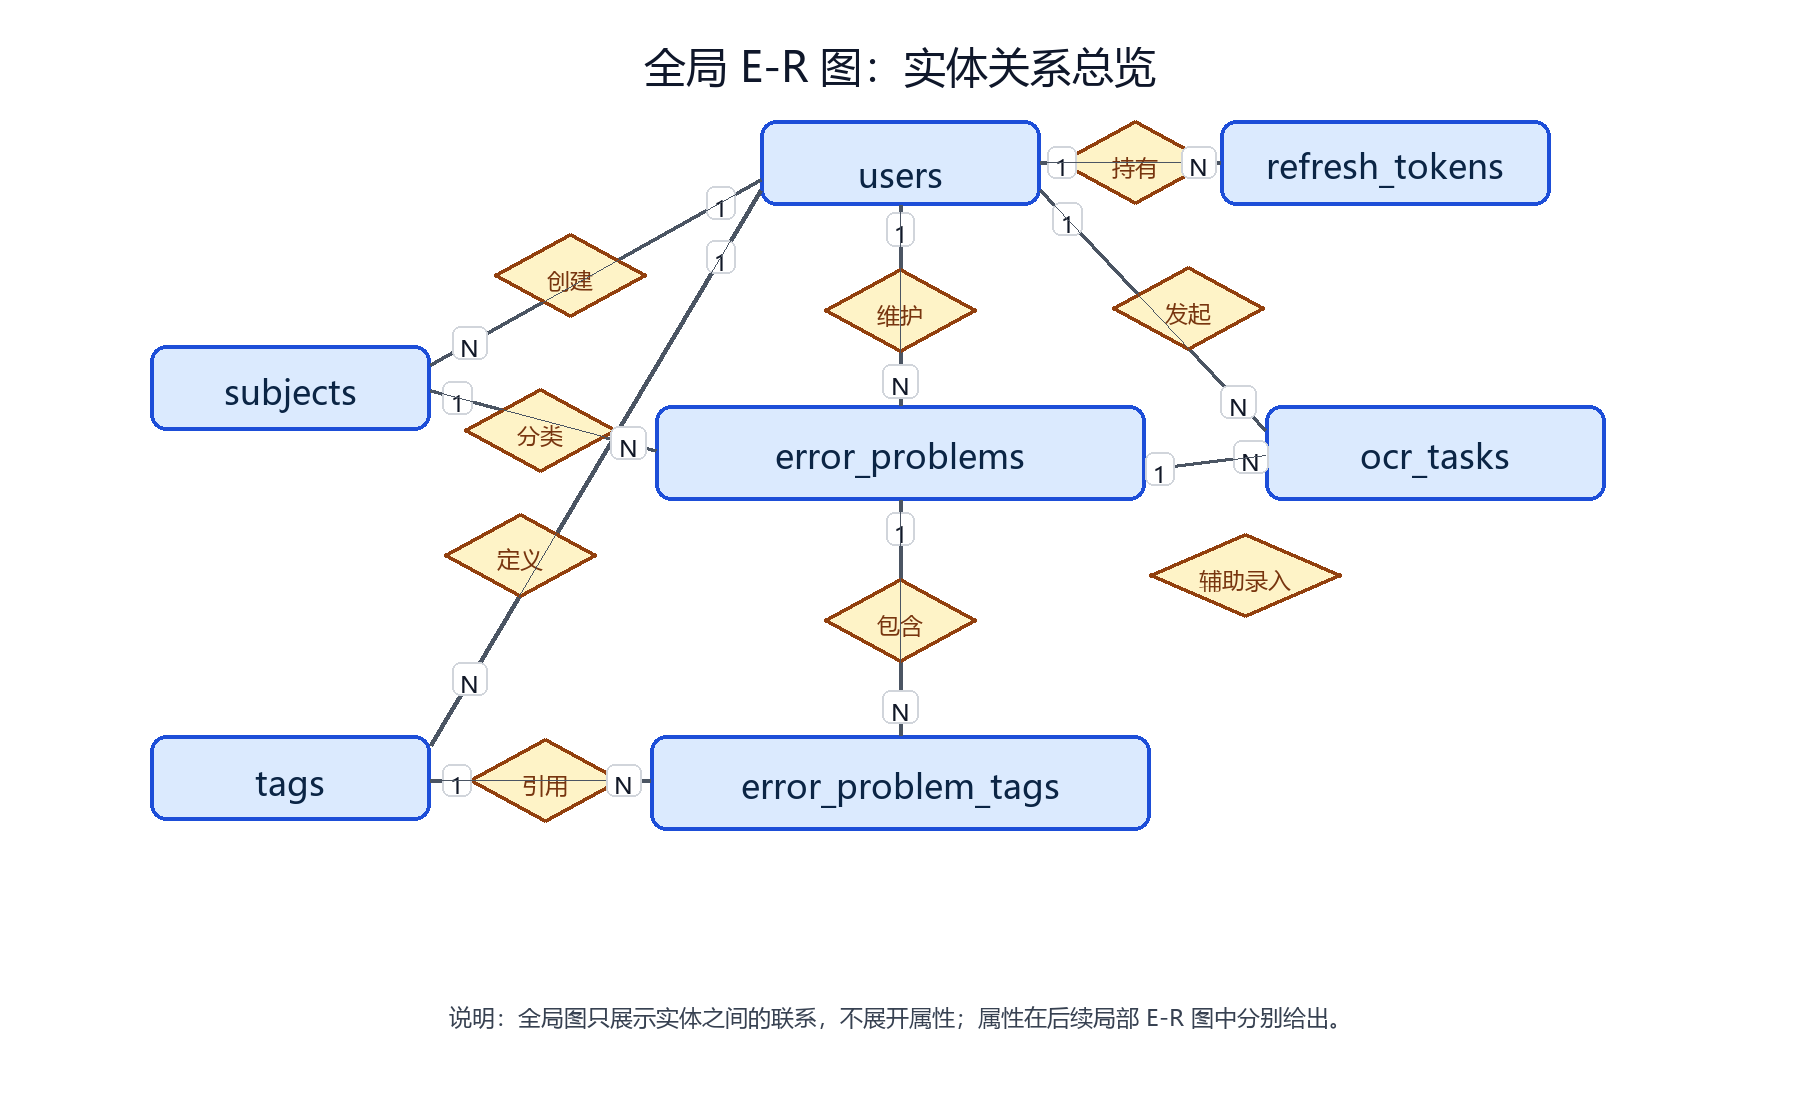 全局 E-R 图：实体关系总览
users
1
持有
N
refresh_tokens
1
1
1
1
创建
维护
发起
N
N
subjects
1
分类
N
error_problems
1
N
N
ocr_tasks
1
定义
辅助录入
包含
N
N
tags
1
引用
N
error_problem_tags
说明：全局图只展示实体之间的联系，不展开属性；属性在后续局部 E-R 图中分别给出。